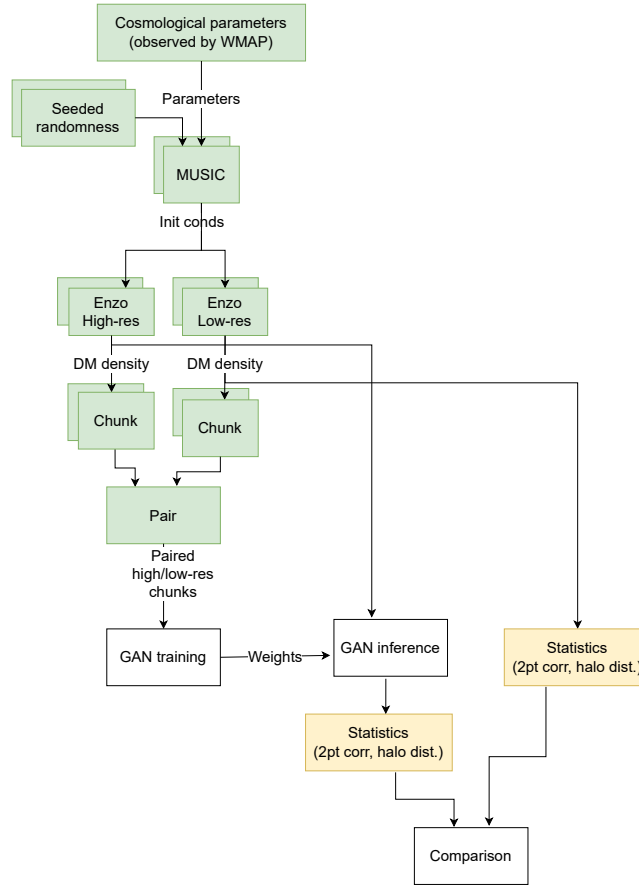 Cosmological parameters
(observed by WMAP)
Parameters
Seeded
randomness
MUSIC
Init conds
Enzo
High-res
Enzo
Low-res
DM density
DM density
Chunk
Chunk
Pair
Paired
high/low-res
chunks
GAN training
Weights
GAN inference
Statistics
(2pt corr, halo dist.)
Statistics
(2pt corr, halo dist.)
Comparison